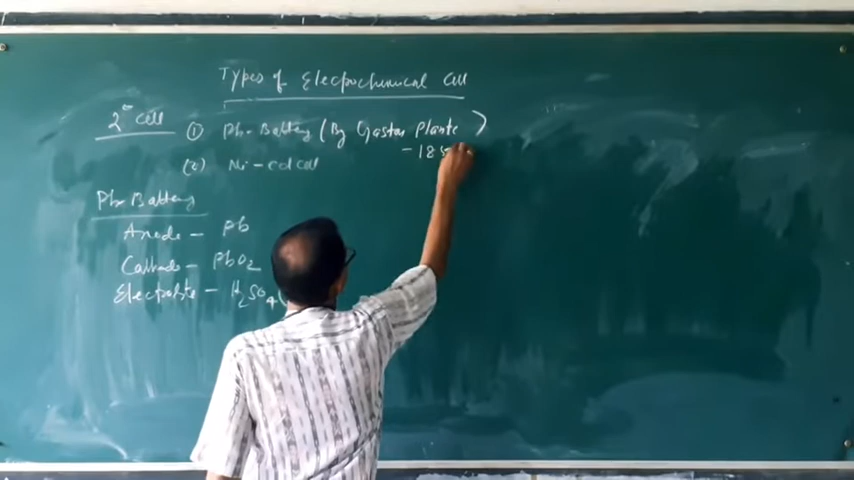 Types of Electrochemical Cell
2° Cell ① Pb-Battery (By Gaston Plante)
- 185
(2) Ni-Cd Cell
Pb-Battery
Anode - Pb
Cathode - PbO2
Electrolyte - H2SO4 (